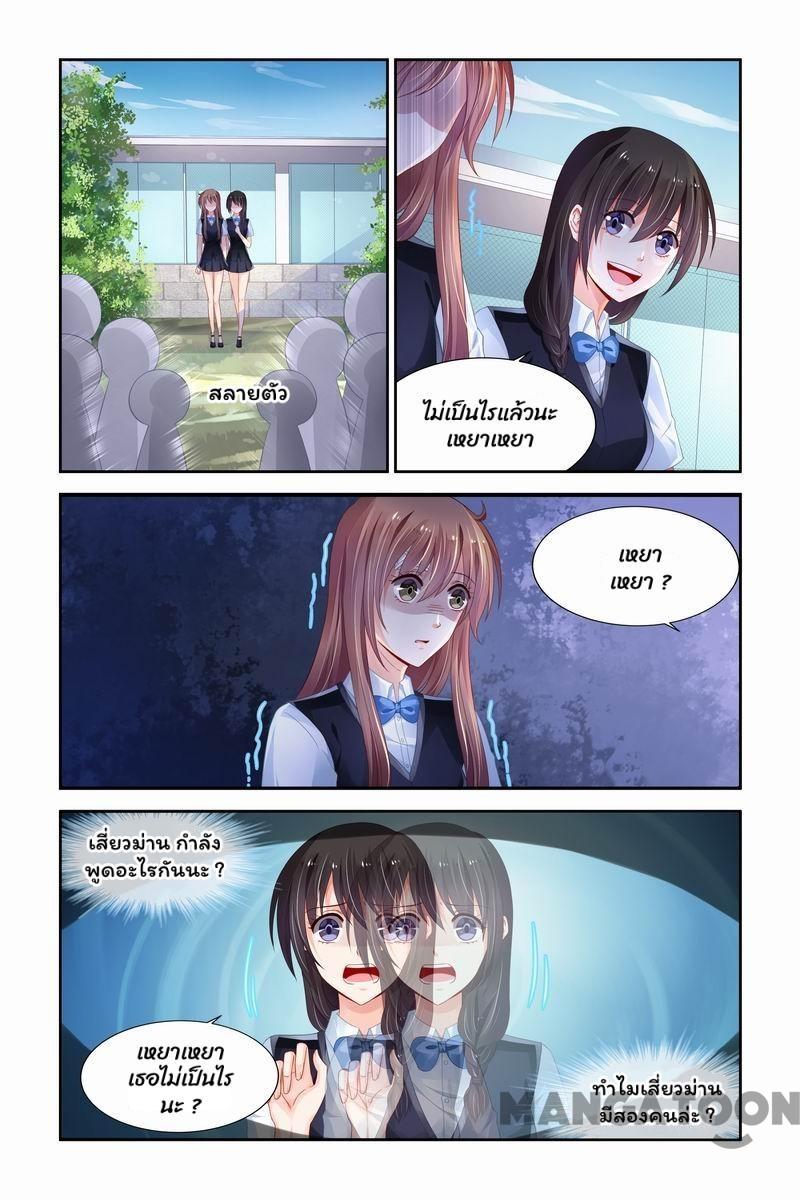 สลายตัว
ไม่เป็นไรแล้วนะ
เหยาเหยา
เหยา
เหยา ?
เสี่ยวม่าน กำลัง
พูดอะไรกันนะ ?
เหยาเหยา
เธอไม่เป็นไร
นะ ?
ทำไมเสี่ยวม่าน
มีสองคนล่ะ ?
MANGATOON